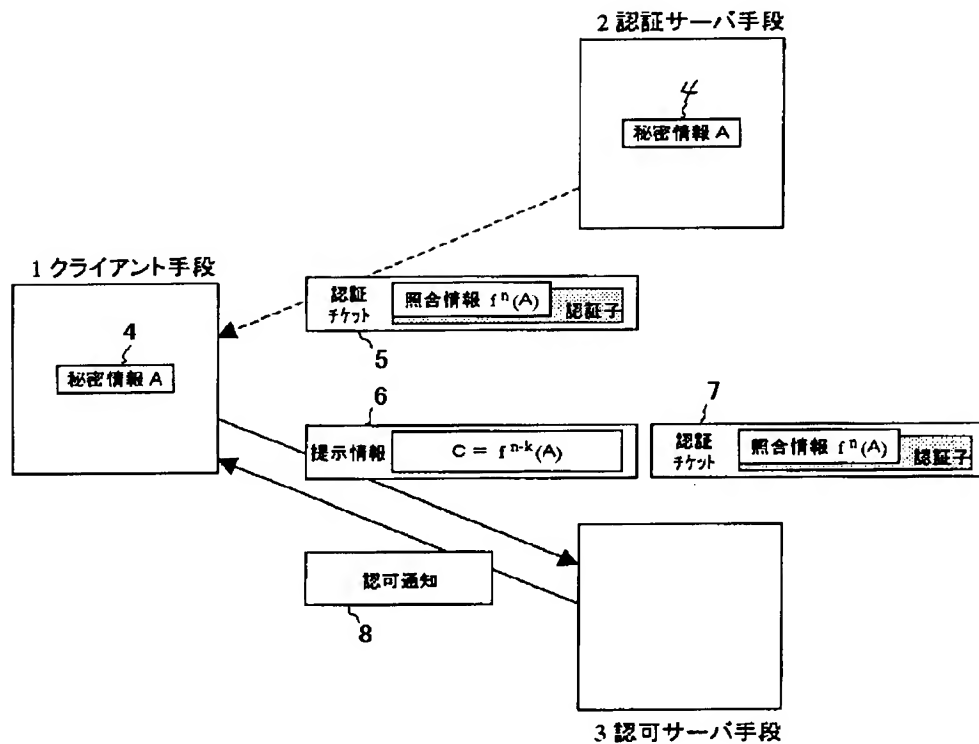 2 認証サーバ手段
4
秘密情報 A
1 クライアント手段
4
秘密情報 A
認証
チケット
照合情報 fⁿ(A)
認証子
5
6
提示情報
C = fⁿ⁻ᵏ(A)
7
認証
チケット
照合情報 fⁿ(A)
認証子
認可通知
8
3 認可サーバ手段